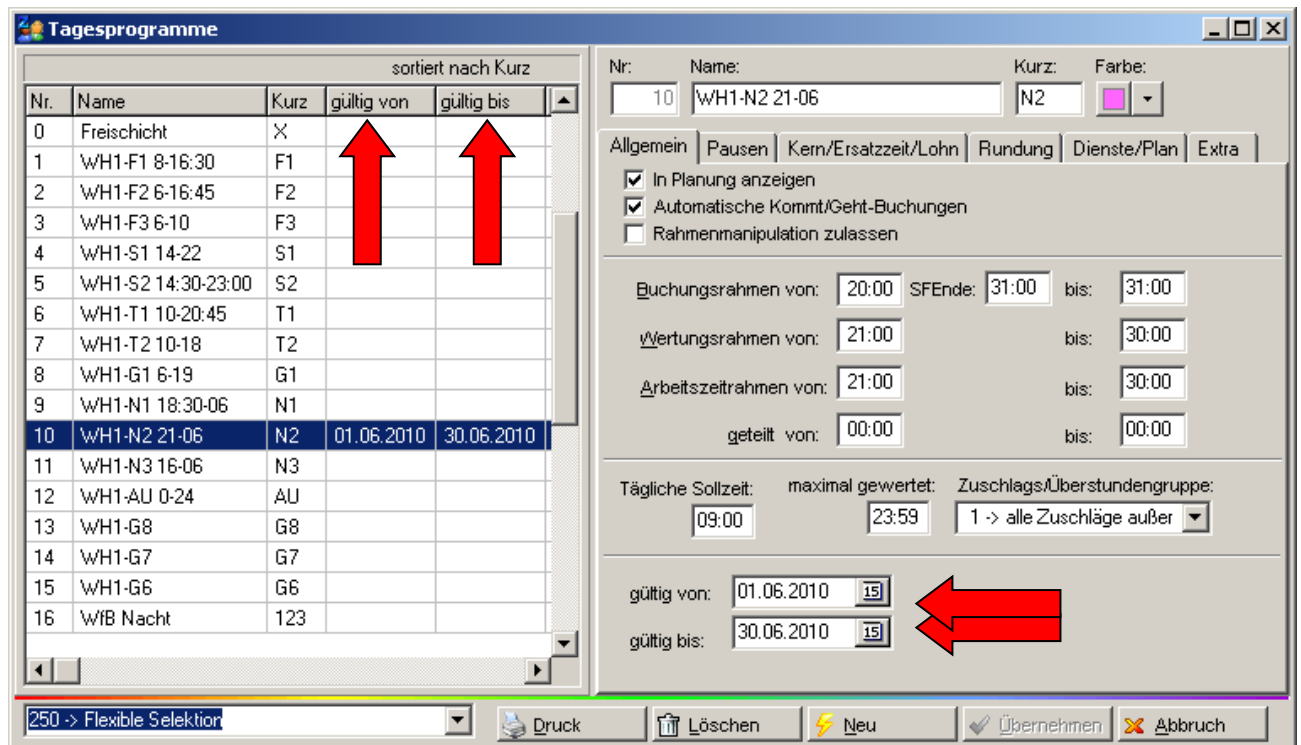 Tagesprogramme
sortiert nach Kurz
Nr. Name Kurz gültig von gültig bis
0 Freischicht X
1 WH1-F1 8-16:30 F1
2 WH1-F2 6-16:45 F2
3 WH1-F3 6-10 F3
4 WH1-S1 14-22 S1
5 WH1-S2 14:30-23:00 S2
6 WH1-T1 10-20:45 T1
7 WH1-T2 10-18 T2
8 WH1-G1 6-19 G1
9 WH1-N1 18:30-06 N1
10 WH1-N2 21-06 N2 01.06.2010 30.06.2010
11 WH1-N3 16-06 N3
12 WH1-AU 0-24 AU
13 WH1-G8 G8
14 WH1-G7 G7
15 WH1-G6 G6
16 WfB Nacht 123
Nr: Name: Kurz: Farbe:
10 WH1-N2 21-06 N2
Allgemein Pausen Kern/Ersatzzeit/Lohn Rundung Dienste/Plan Extra
In Planung anzeigen
Automatische Kommt/Geht-Buchungen
Rahmenmanipulation zulassen
Buchungsrahmen von: 20:00 SFEnde: 31:00 bis: 31:00
Wertungsrahmen von: 21:00 bis: 30:00
Arbeitszeitrahmen von: 21:00 bis: 30:00
geteilt von: 00:00 bis: 00:00
Tägliche Sollzeit: maximal gewertet: Zuschlags/Überstundengruppe:
09:00 23:59 1 -> alle Zuschläge außer
gültig von: 01.06.2010 15
gültig bis: 30.06.2010 15
250 -> Flexible Selektion Druck Löschen Neu Übernehmen Abbruch